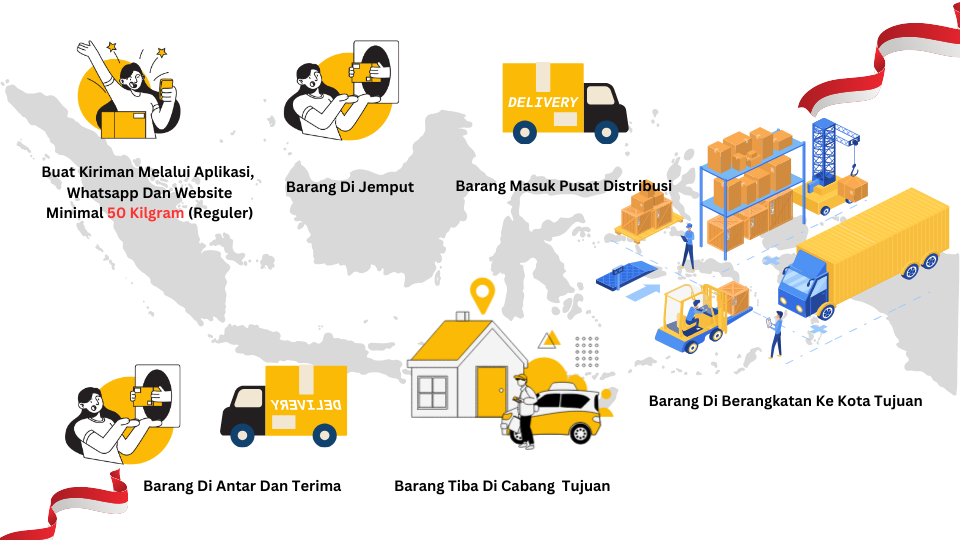 DELIVERY
Buat Kiriman Melalui Aplikasi,
Whatsapp Dan Website
Minimal 50 Kilgram (Reguler)
Barang Di Jemput
Barang Masuk Pusat Distribusi
Barang Di Berangkatan Ke Kota Tujuan
DELIVERY
Barang Di Antar Dan Terima
Barang Tiba Di Cabang Tujuan